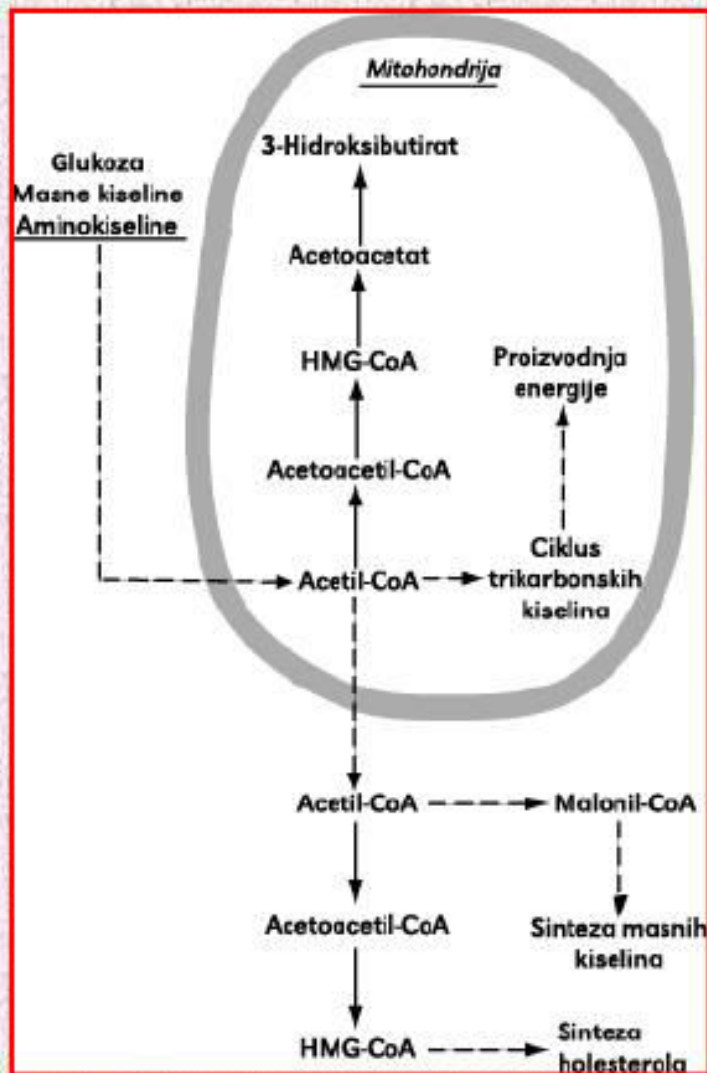 Mitohondrija
3-Hidroksibutirat
Glukoza
Masne kiseline
Aminokiseline
Acetoacetat
HMG-CoA
Proizvodnja
energije
Acetoacetil-CoA
Acetil-CoA
Ciklus
trikarbonskih
kiselina
Acetil-CoA
Malonil-CoA
Acetoacetil-CoA
Sinteza masnih
kiselina
HMG-CoA
Sinteza
holesterola